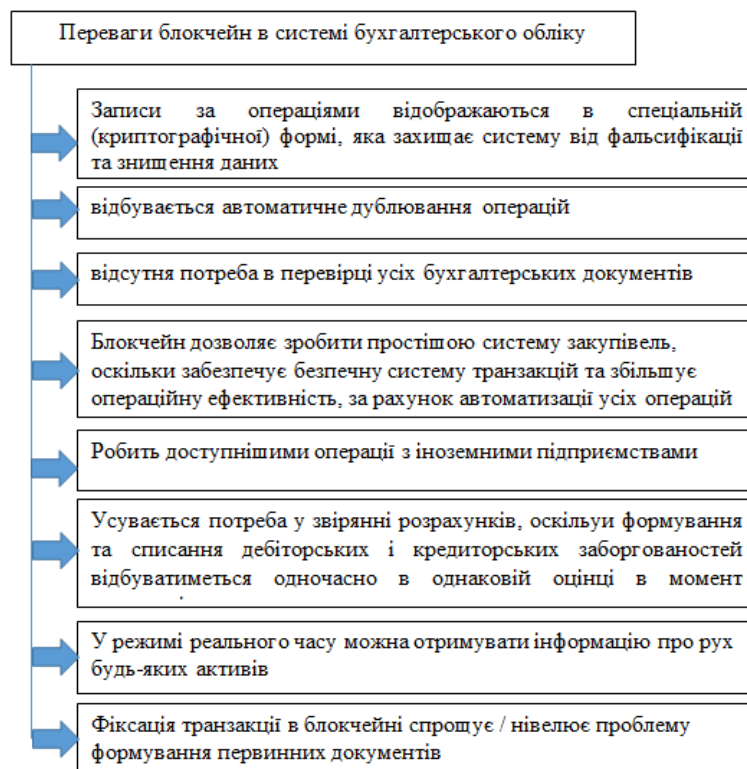 Переваги блокчейн в системі бухгалтерського обліку
Записи за операціями відображаються в спеціальній
(криптографічної) формі, яка захищає систему від фальсифікації
та знищення даних
відбувається автоматичне дублювання операцій
відсутня потреба в перевірці усіх бухгалтерських документів
Блокчейн дозволяє зробити простішою систему закупівель,
оскільки забезпечує безпечну систему транзакцій та збільшує
операційну ефективність, за рахунок автоматизації усіх операцій
Робить доступнішими операції з іноземними підприємствами
Усувається потреба у звірянні розрахунків, оскільуи формування
та списання дебіторських і кредиторських заборгованостей
відбуватиметься одночасно в однаковій оцінці в момент
У режимі реального часу можна отримувати інформацію про рух
будь-яких активів
Фіксація транзакції в блокчейні спрощує / нівелює проблему
формування первинних документів